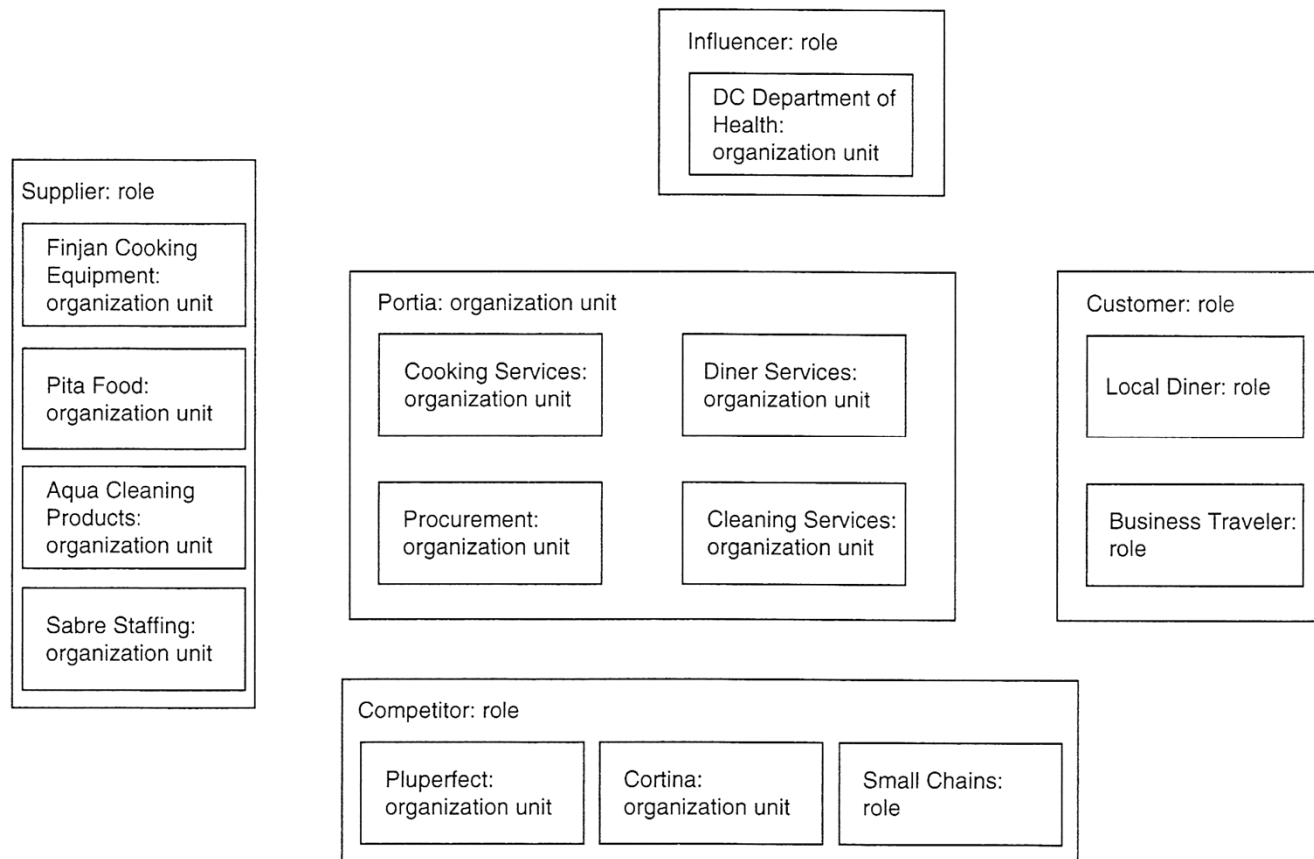 Influencer: role
DC Department of
Health:
organization unit
Supplier: role
Finjan Cooking
Equipment:
organization unit
Pita Food:
organization unit
Aqua Cleaning
Products:
organization unit
Sabre Staffing:
organization unit
Portia: organization unit
Cooking Services:
organization unit
Diner Services:
organization unit
Procurement:
organization unit
Cleaning Services:
organization unit
Customer: role
Local Diner: role
Business Traveler:
role
Competitor: role
Pluperfect:
organization unit
Cortina:
organization unit
Small Chains:
role